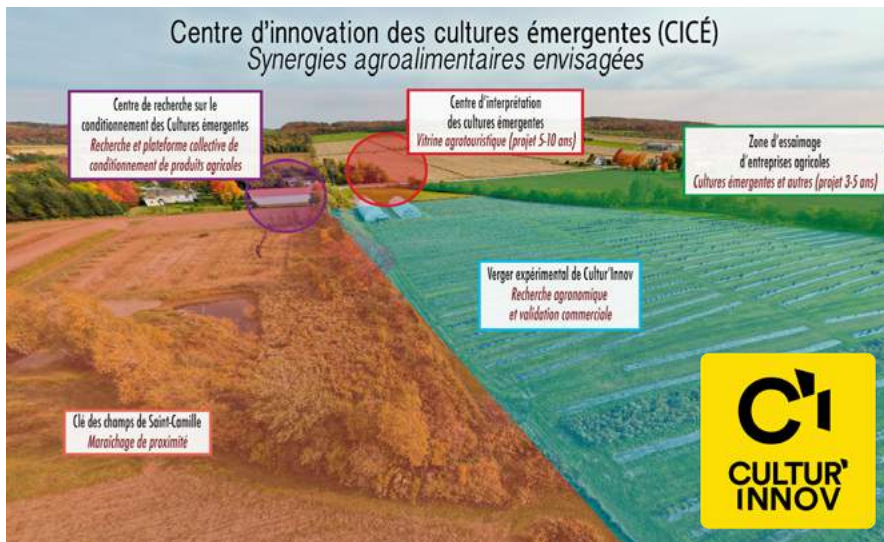 Centre d'innovation des cultures émergentes (CICÉ)
Synergies agroalimentaires envisagées
Centre de recherche sur le
conditionnement des Cultures émergentes
Recherche et plateforme collective de
conditionnement de produits agricoles
Centre d'interprétation
des cultures émergentes
Vitrine agrotouristique (projet 5-10 ans)
Zone d'essaimage
d'entreprises agricoles
Cultures émergentes et autres (projet 3-5 ans)
Verger expérimental de Cultur'Innov
Recherche agronomique
et validation commerciale
Clé des champs de Saint-Camille
Maraîchage de proximité
C'I
CULTUR'
INNOV